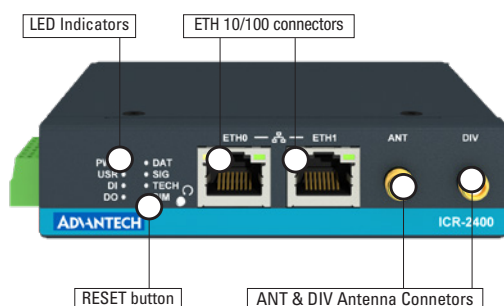 LED Indicators
ETH 10/100 connectors
ETH0
ETH1
ANT
DIV
DAT
USR
SIG
DI
TECH
DO
ADVANTECH
ICR-2400
RESET button
ANT & DIV Antenna Connetors